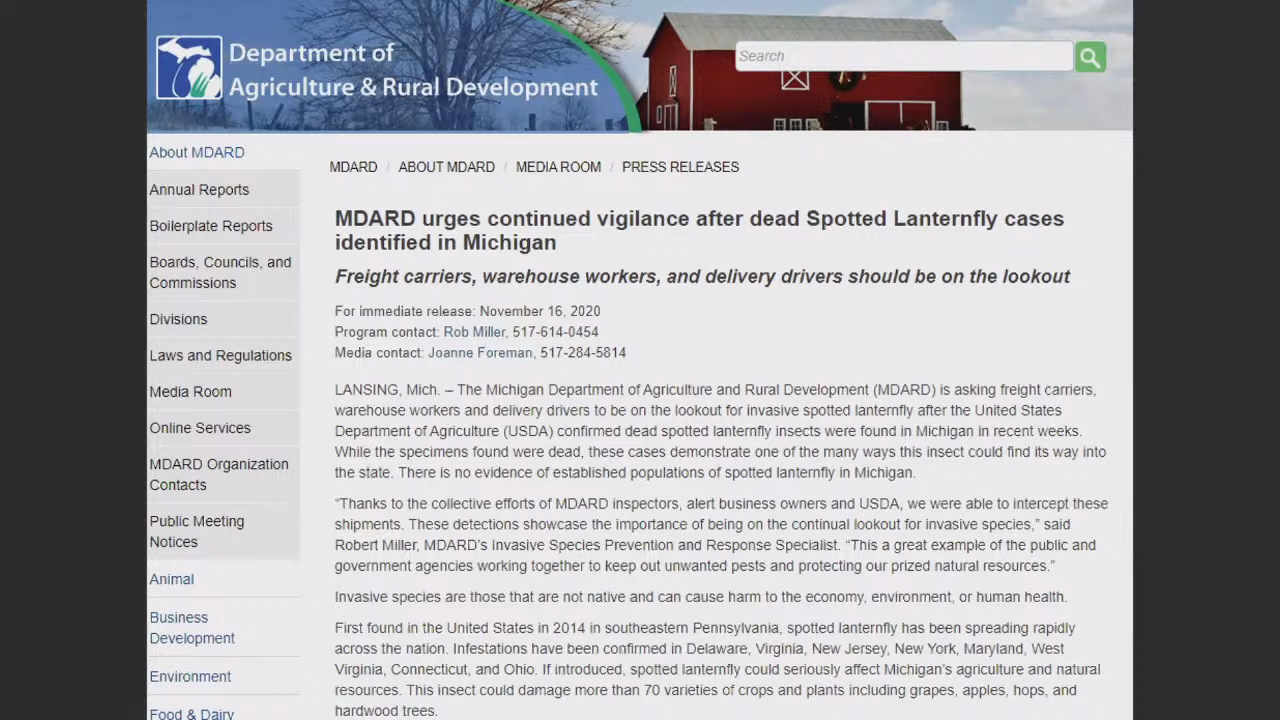 Department of
Agriculture & Rural Development
Search
About MDARD
Annual Reports
Boilerplate Reports
Boards, Councils, and
Commissions
Divisions
Laws and Regulations
Media Room
Online Services
MDARD Organization
Contacts
Public Meeting
Notices
Animal
Business
Development
Environment
Food & Dairy
MDARD / ABOUT MDARD / MEDIA ROOM / PRESS RELEASES
MDARD urges continued vigilance after dead Spotted Lanternfly cases
identified in Michigan
Freight carriers, warehouse workers, and delivery drivers should be on the lookout
For immediate release: November 16, 2020
Program contact: Rob Miller, 517-614-0454
Media contact: Joanne Foreman, 517-284-5814
LANSING, Mich. – The Michigan Department of Agriculture and Rural Development (MDARD) is asking freight carriers,
warehouse workers and delivery drivers to be on the lookout for invasive spotted lanternfly after the United States
Department of Agriculture (USDA) confirmed dead spotted lanternfly insects were found in Michigan in recent weeks.
While the specimens found were dead, these cases demonstrate one of the many ways this insect could find its way into
the state. There is no evidence of established populations of spotted lanternfly in Michigan.
“Thanks to the collective efforts of MDARD inspectors, alert business owners and USDA, we were able to intercept these
shipments. These detections showcase the importance of being on the continual lookout for invasive species,” said
Robert Miller, MDARD’s Invasive Species Prevention and Response Specialist. “This a great example of the public and
government agencies working together to keep out unwanted pests and protecting our prized natural resources.”
Invasive species are those that are not native and can cause harm to the economy, environment, or human health.
First found in the United States in 2014 in southeastern Pennsylvania, spotted lanternfly has been spreading rapidly
across the nation. Infestations have been confirmed in Delaware, Virginia, New Jersey, New York, Maryland, West
Virginia, Connecticut, and Ohio. If introduced, spotted lanternfly could seriously affect Michigan’s agriculture and natural
resources. This insect could damage more than 70 varieties of crops and plants including grapes, apples, hops, and
hardwood trees.